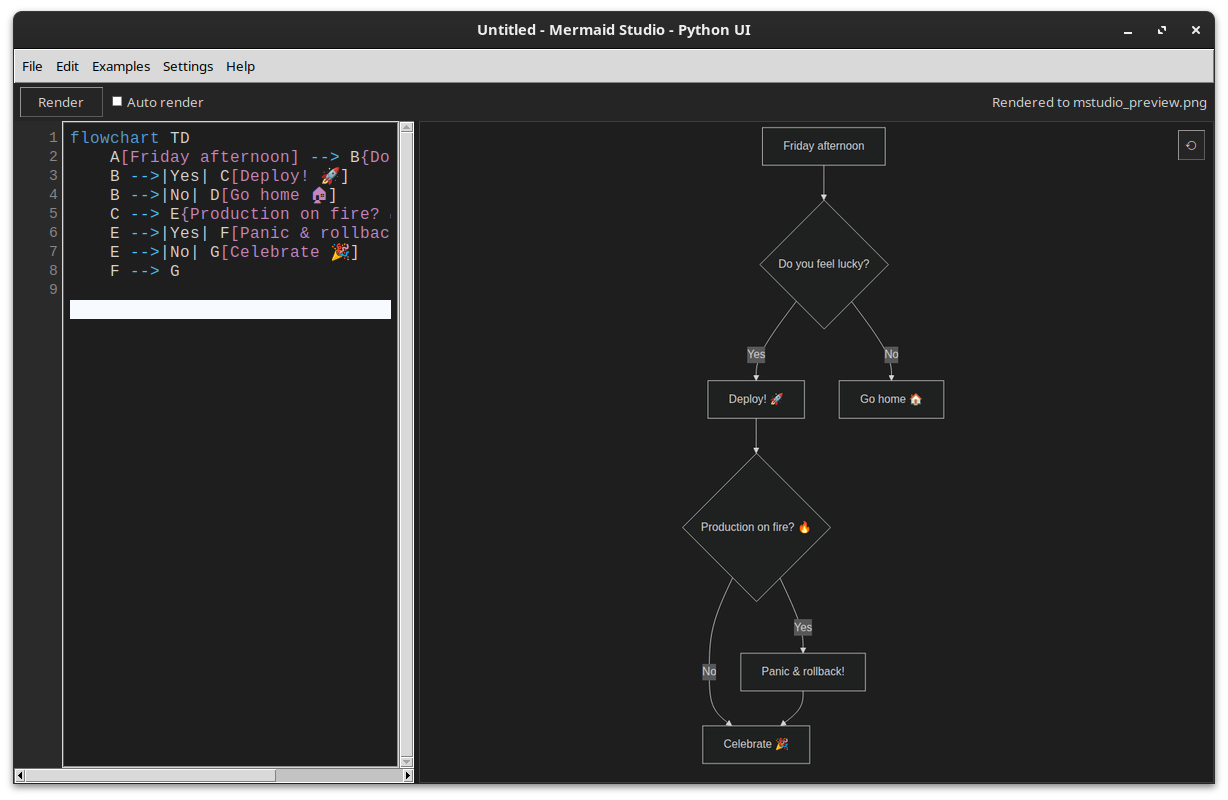 Untitled - Mermaid Studio - Python UI
File Edit Examples Settings Help
Render Auto render Rendered to mstudio_preview.png
1 flowchart TD
2 A[Friday afternoon] --> B{Do
3 B -->|Yes| C[Deploy! 🚀]
4 B -->|No| D[Go home 🏠]
5 C --> E{Production on fire?
6 E -->|Yes| F[Panic & rollbac
7 E -->|No| G[Celebrate 🎉]
8 F --> G
9
Friday afternoon
Do you feel lucky?
Yes No
Deploy! 🚀 Go home 🏠
Production on fire? 🔥
Yes
No
Panic & rollback!
Celebrate 🎉